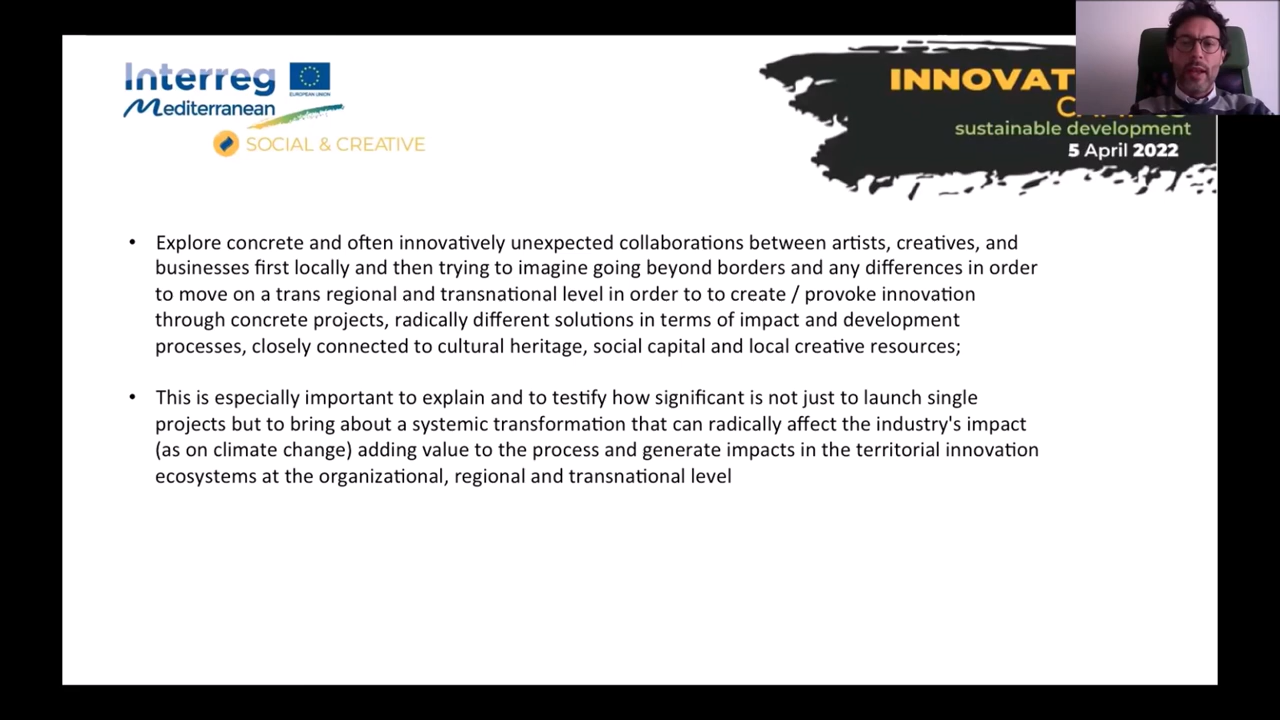 Interreg
EUROPEAN UNION
Mediterranean
SOCIAL & CREATIVE
sustainable development
5 April 2022
• Explore concrete and often innovatively unexpected collaborations between artists, creatives, and
businesses first locally and then trying to imagine going beyond borders and any differences in order
to move on a trans regional and transnational level in order to to create / provoke innovation
through concrete projects, radically different solutions in terms of impact and development
processes, closely connected to cultural heritage, social capital and local creative resources;
• This is especially important to explain and to testify how significant is not just to launch single
projects but to bring about a systemic transformation that can radically affect the industry's impact
(as on climate change) adding value to the process and generate impacts in the territorial innovation
ecosystems at the organizational, regional and transnational level